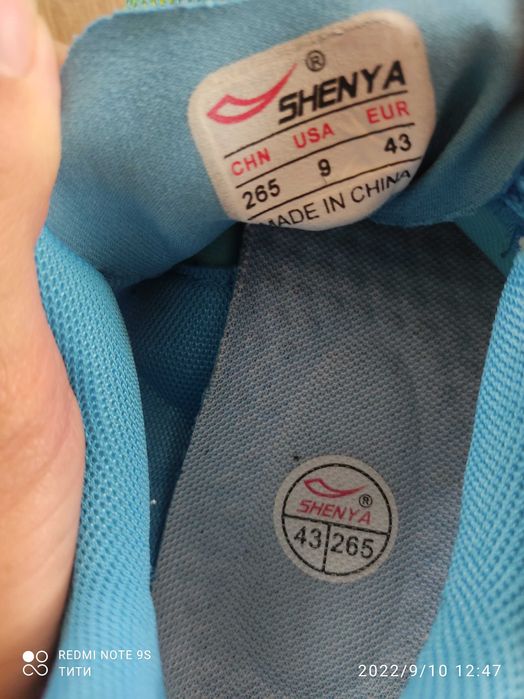 SHENYA®
CHN USA EUR
265 9 43
MADE IN CHINA
SHENYA®
43 265
REDMI NOTE 9S
ТИТИ
2022/9/10 12:47